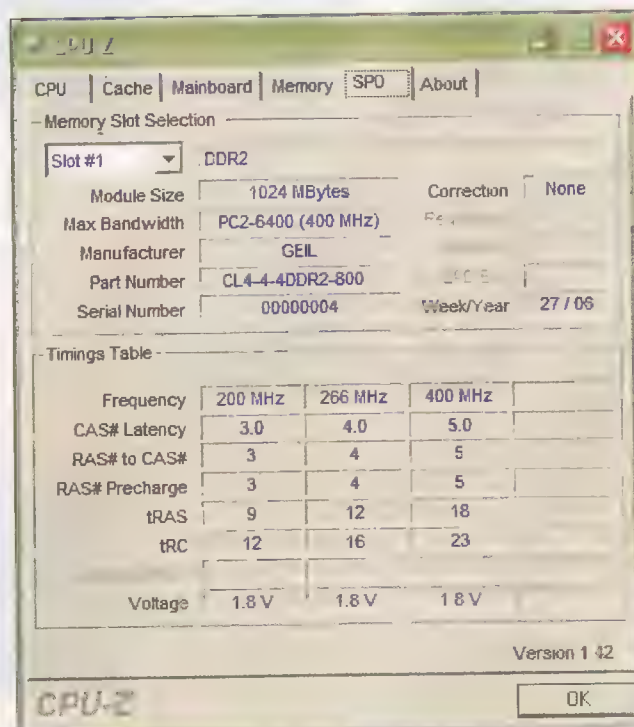 CPU-Z
CPU Cache Mainboard Memory SPD About
Memory Slot Selection
Slot #1 DDR2
Module Size 1024 MBytes Correction None
Max Bandwidth PC2-6400 (400 MHz)
Manufacturer GEIL
Part Number CL4-4-4DDR2-800
Serial Number 00000004 Week/Year 27 / 06
Timings Table
Frequency 200 MHz 266 MHz 400 MHz
CAS# Latency 3.0 4.0 5.0
RAS# to CAS# 3 4 5
RAS# Precharge 3 4 5
tRAS 9 12 18
tRC 12 16 23
Voltage 1.8 V 1.8 V 1.8 V
Version 1.42
CPU-Z OK